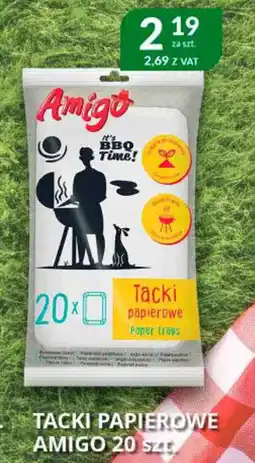 2 19
za szt.
2,69 Z VAT
Amigo
It's
BBQ
Time!
20x
Tacki
papierowe
Paper trays
TACKI PAPIEROWE
AMIGO 20 szt.